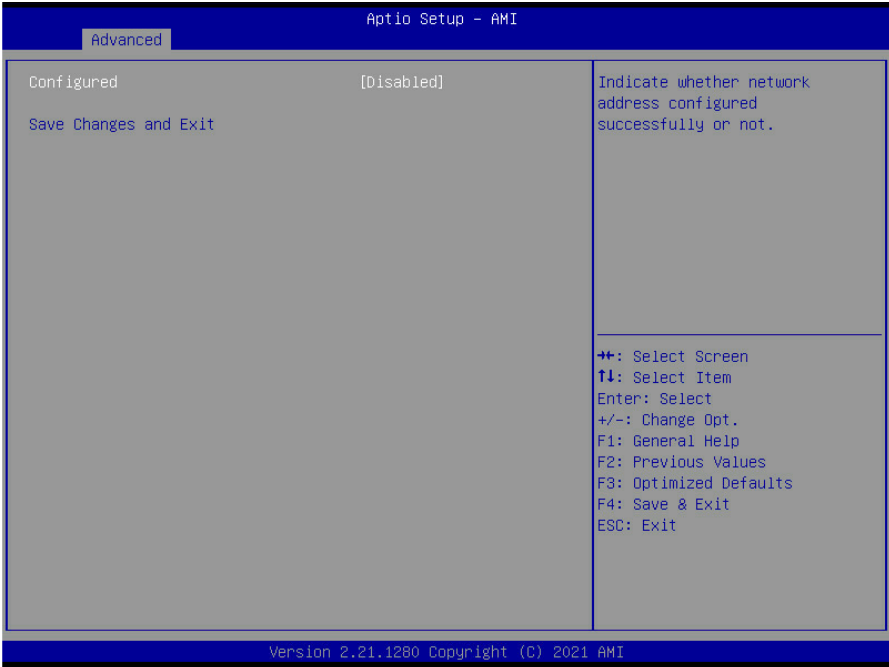 Aptio Setup – AMI
Advanced
Configured [Disabled]
Save Changes and Exit
Indicate whether network
address configured
successfully or not.
→←: Select Screen
↑↓: Select Item
Enter: Select
+/-: Change Opt.
F1: General Help
F2: Previous Values
F3: Optimized Defaults
F4: Save & Exit
ESC: Exit
Version 2.21.1280 Copyright (C) 2021 AMI